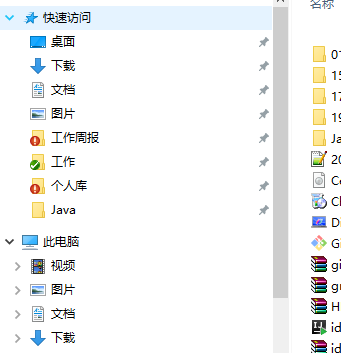 快速访问
桌面
下载
文档
图片
工作周报
工作
个人库
Java
此电脑
视频
图片
文档
下载
名称
01
15
17
19
Ja
20
Co
Cl
Di
Gi
gi
gu
H
id
id